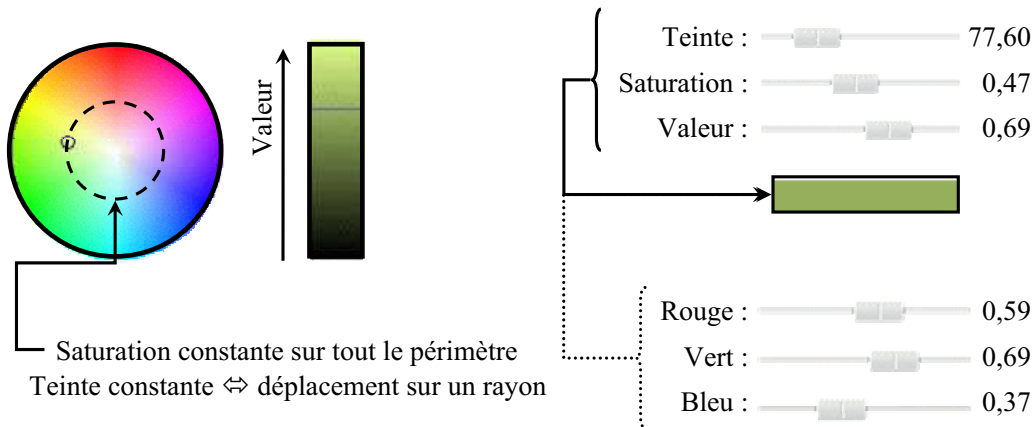 Valeur
Saturation constante sur tout le périmètre
Teinte constante ⇔ déplacement sur un rayon
Teinte : 77,60
Saturation : 0,47
Valeur : 0,69
Rouge : 0,59
Vert : 0,69
Bleu : 0,37